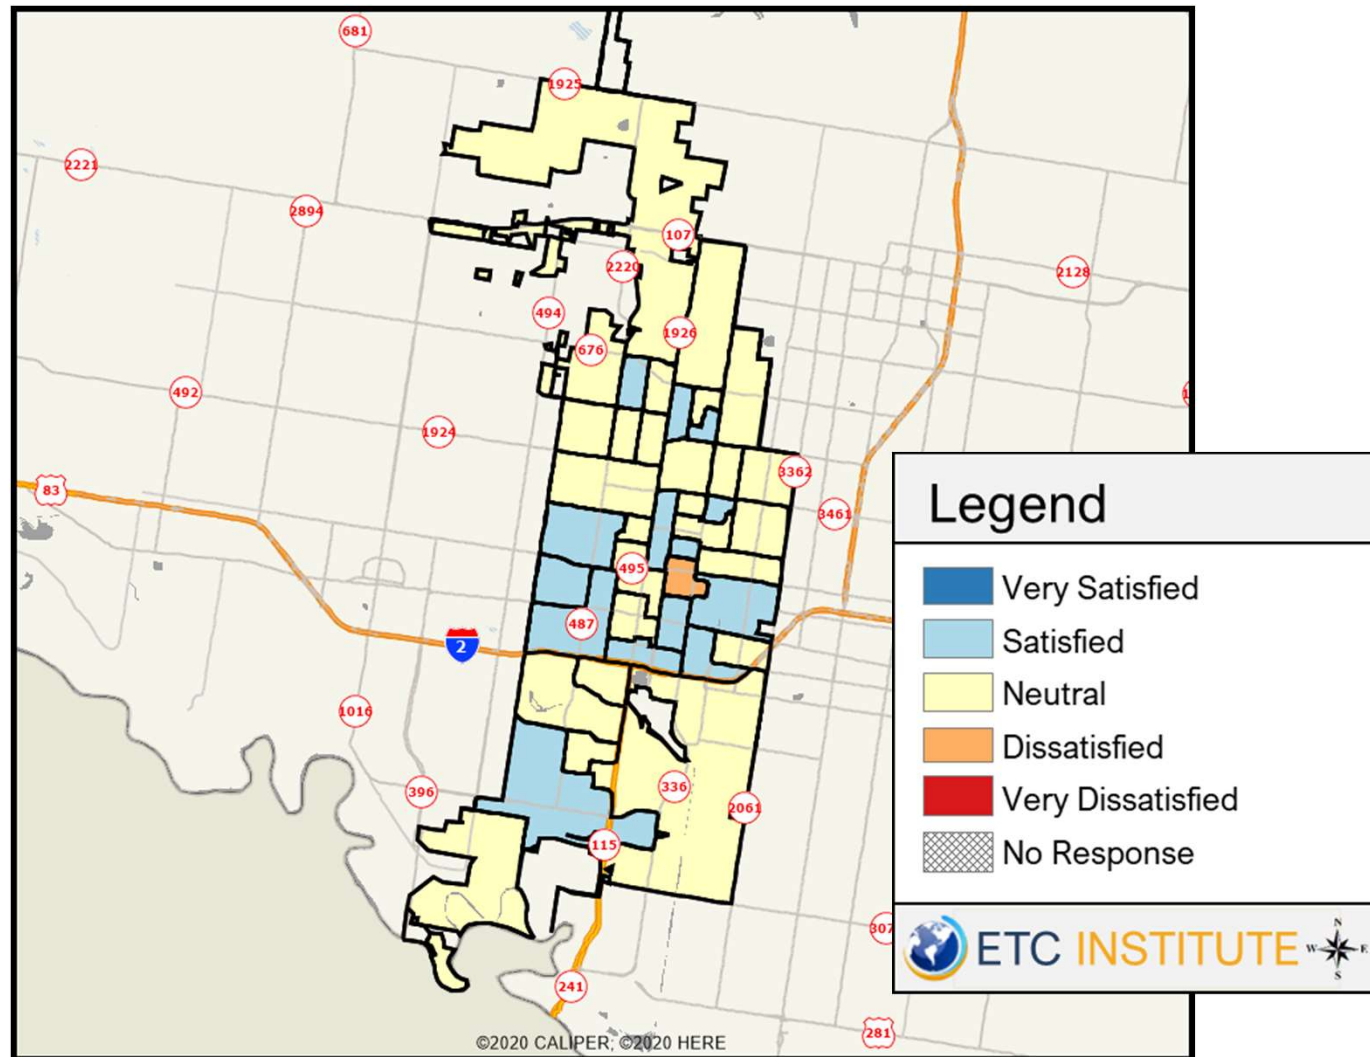 681
1925
2221
2894
107
2220
2128
494
1926
676
492
1924
3362
83
3461
495
487
2
1016
336
396
2061
115
307
241
281
©2020 CALIPER; ©2020 HERE
Legend
Very Satisfied
Satisfied
Neutral
Dissatisfied
Very Dissatisfied
No Response
ETC INSTITUTE
N
W E
S